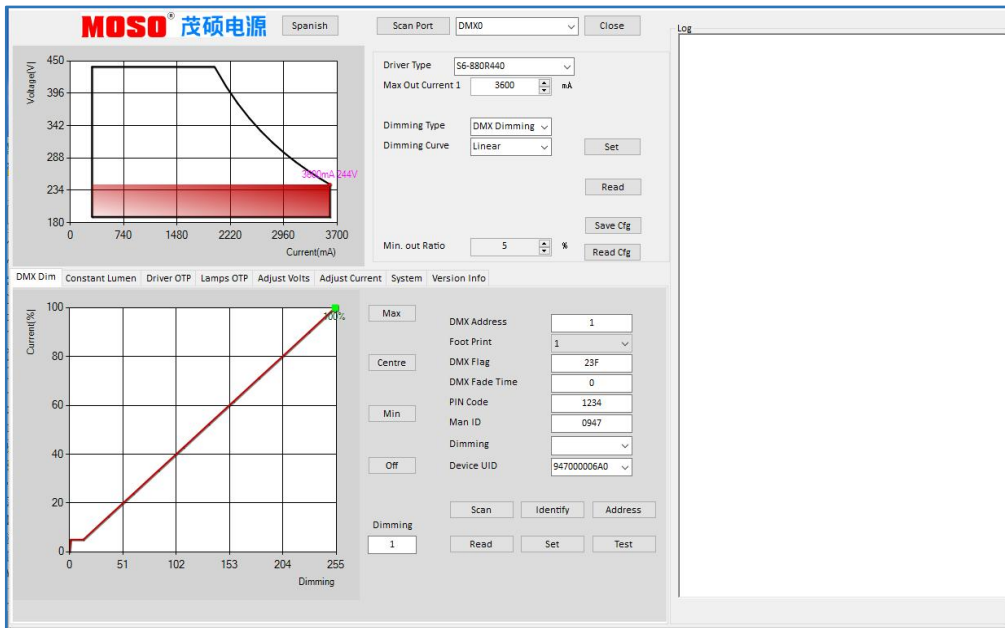 MOSO® 茂硕电源
Spanish
Scan Port
DMX0
Close
Log
Voltage(V)
450
396
342
288
234
180
3600mA 244V
0 740 1480 2220 2960 3700
Current(mA)
Driver Type S6-880R440
Max Out Current 1 3600 mA
Dimming Type DMX Dimming
Dimming Curve Linear
Set
Read
Save Cfg
Min. out Ratio 5 %
Read Cfg
DMX Dim Constant Lumen Driver OTP Lamps OTP Adjust Volts Adjust Current System Version Info
Current(%)
100
80
60
40
20
0
100%
0 51 102 153 204 255
Dimming
Max
Centre
Min
Off
Dimming
1
DMX Address 1
Foot Print 1
DMX Flag 23F
DMX Fade Time 0
PIN Code 1234
Man ID 0947
Dimming
Device UID 947000006A0
Scan Identify Address
Read Set Test